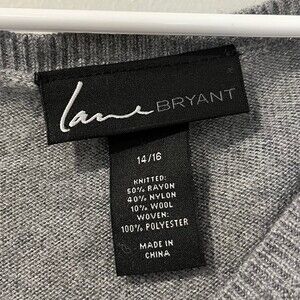 Lane BRYANT
14/16
KNITTED:
50% RAYON
40% NYLON
10% WOOL
WOVEN:
100% POLYESTER
MADE IN
CHINA